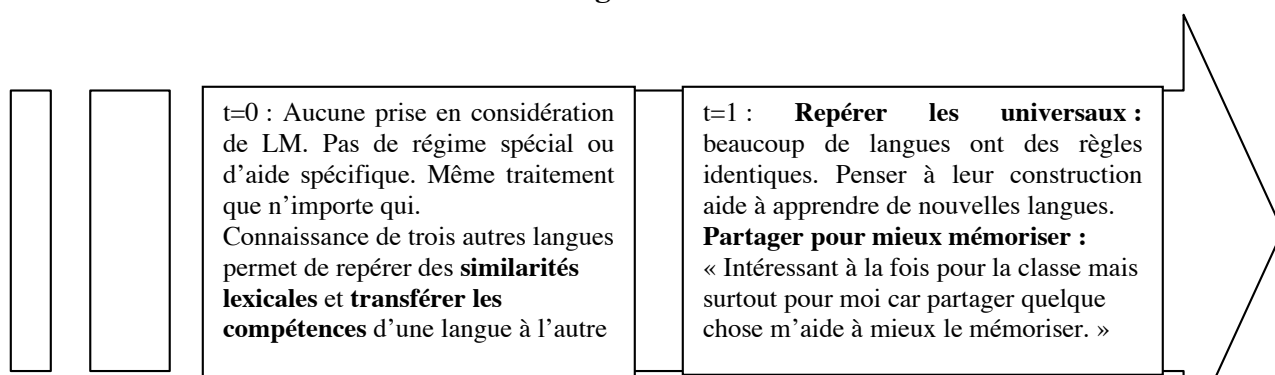 t=0 : Aucune prise en considération
de LM. Pas de régime spécial ou
d’aide spécifique. Même traitement
que n’importe qui.
Connaissance de trois autres langues
permet de repérer des similarités
lexicales et transférer les
compétences d’une langue à l’autre
t=1 : Repérer les universaux :
beaucoup de langues ont des règles
identiques. Penser à leur construction
aide à apprendre de nouvelles langues.
Partager pour mieux mémoriser :
« Intéressant à la fois pour la classe mais
surtout pour moi car partager quelque
chose m’aide à mieux le mémoriser. »